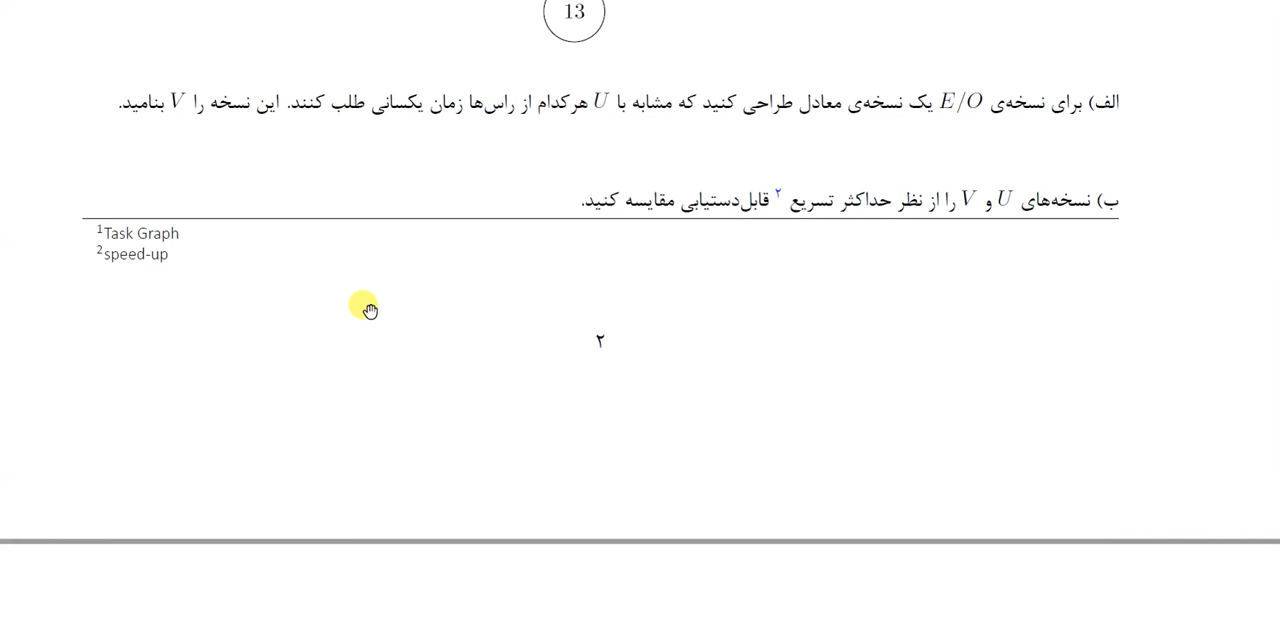 13
الف) برای نسخه‌ی E/O یک نسخه‌ی معادل طراحی کنید که مشابه با U هرکدام از راس‌ها زمان یکسانی طلب کنند. این نسخه را V بنامید.
ب) نسخه‌های U و V را از نظر حداکثر تسریع ۲ قابل‌دستیابی مقایسه کنید.
1Task Graph
2speed-up
۲